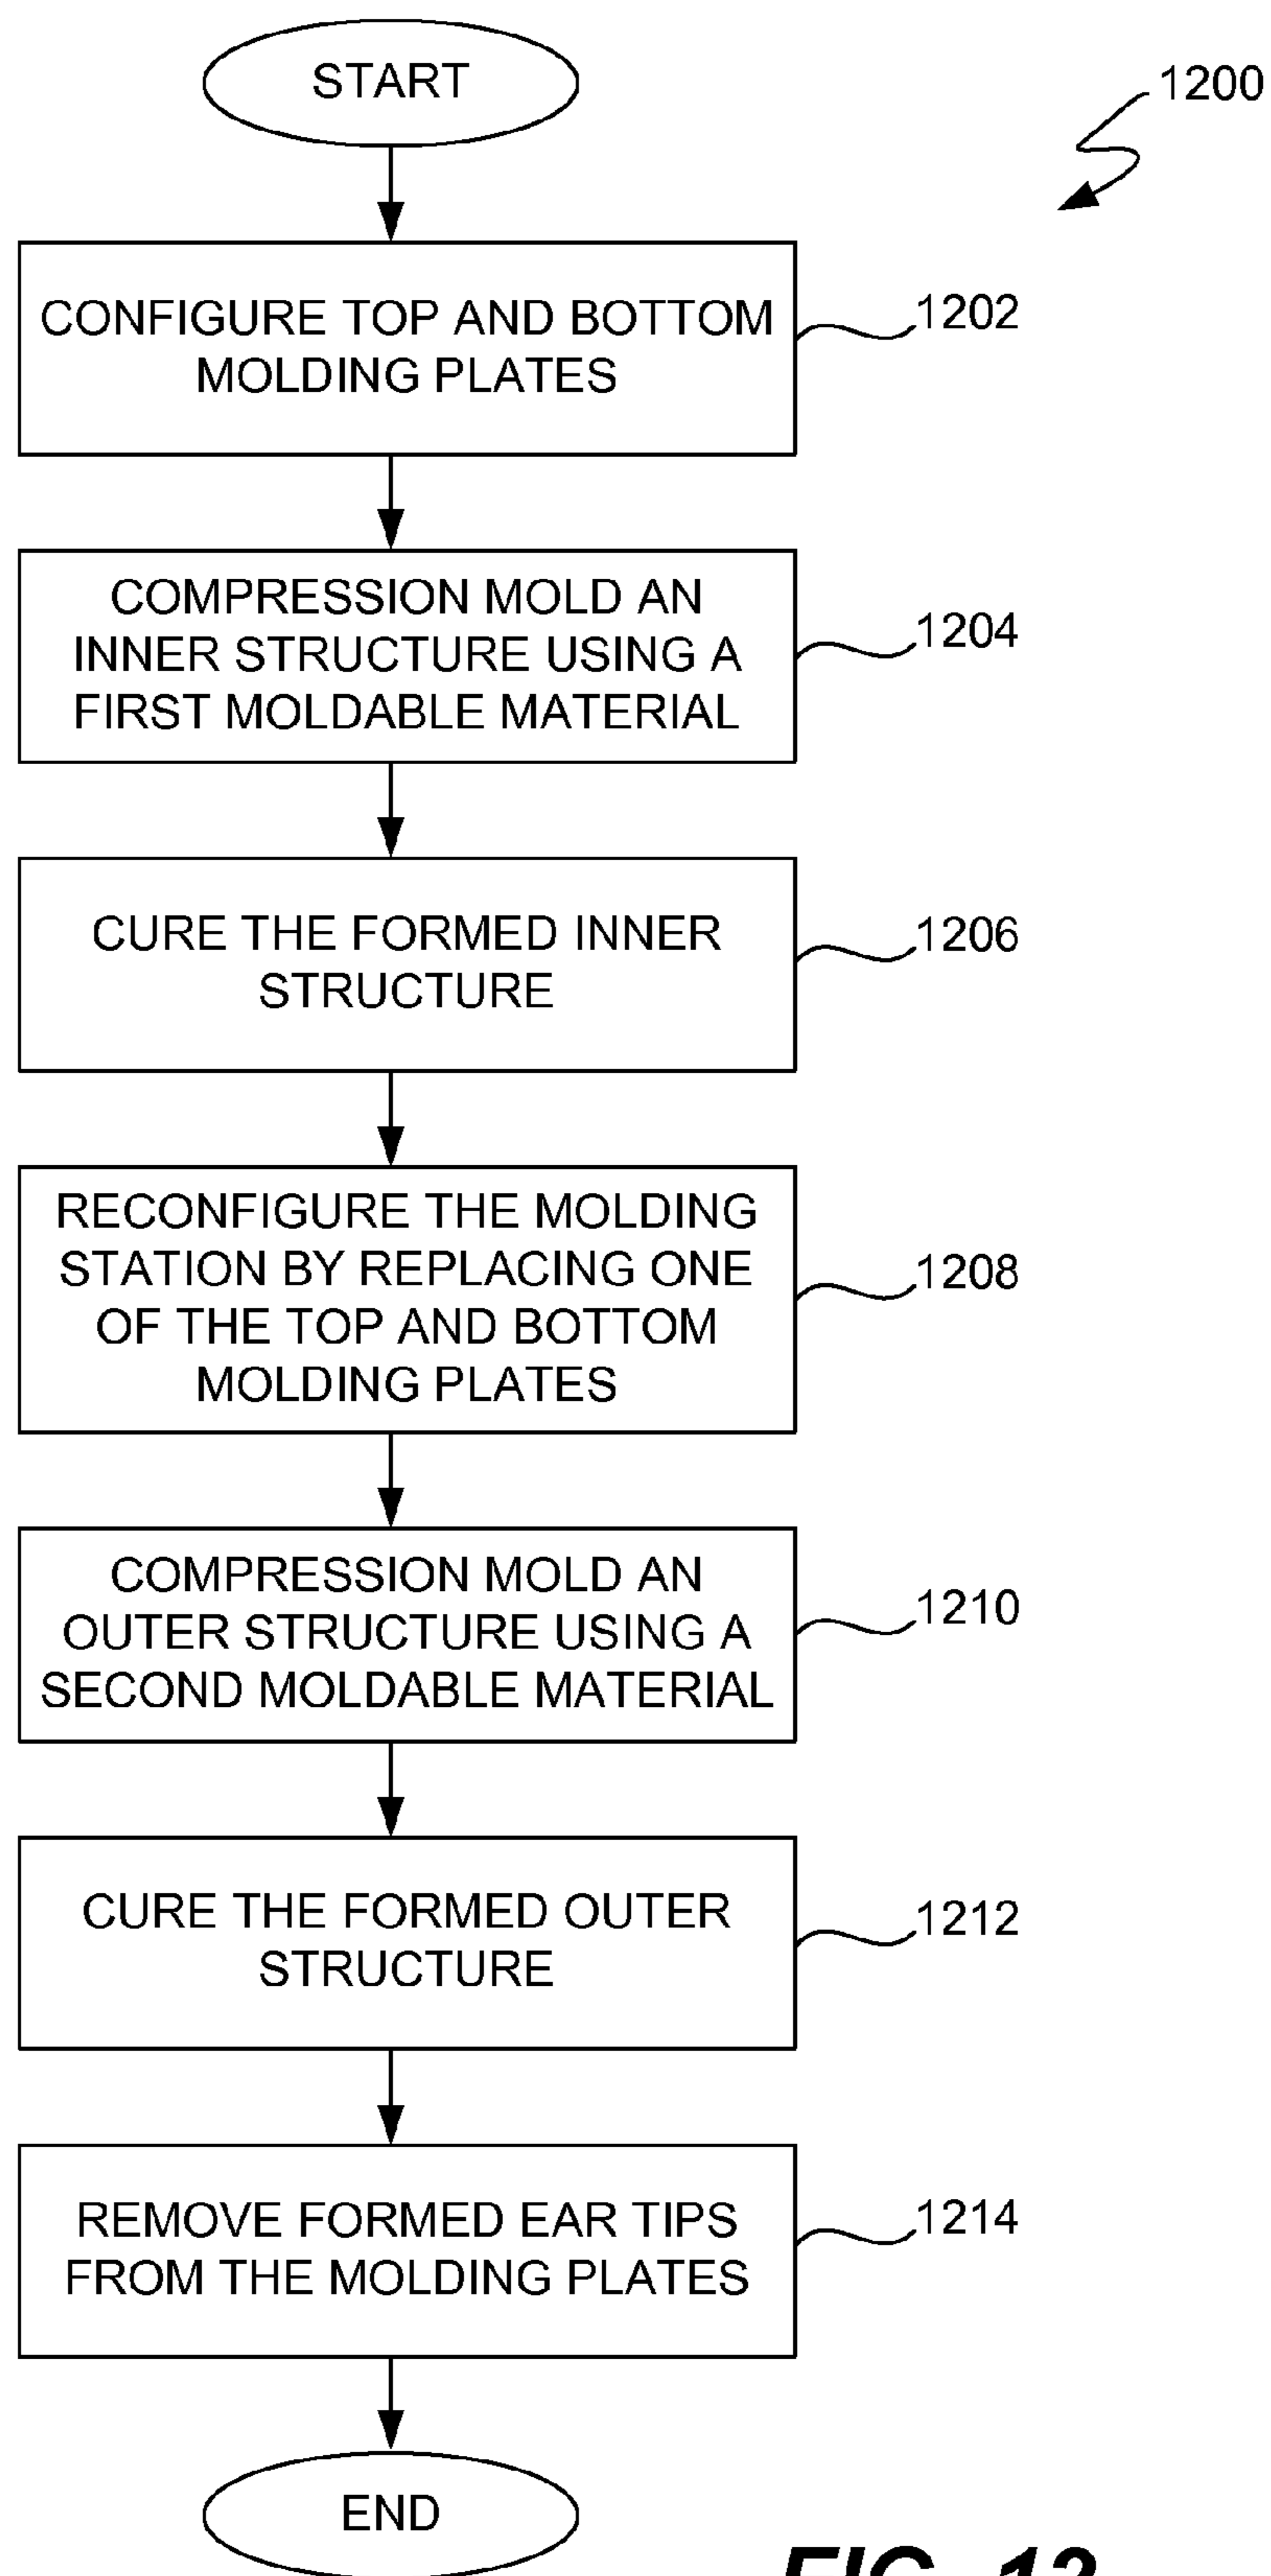 START
1200
CONFIGURE TOP AND BOTTOM
MOLDING PLATES
1202
COMPRESSION MOLD AN
INNER STRUCTURE USING A
FIRST MOLDABLE MATERIAL
1204
CURE THE FORMED INNER
STRUCTURE
1206
RECONFIGURE THE MOLDING
STATION BY REPLACING ONE
OF THE TOP AND BOTTOM
MOLDING PLATES
1208
COMPRESSION MOLD AN
OUTER STRUCTURE USING A
SECOND MOLDABLE MATERIAL
1210
CURE THE FORMED OUTER
STRUCTURE
1212
REMOVE FORMED EAR TIPS
FROM THE MOLDING PLATES
1214
END
FIG. 12